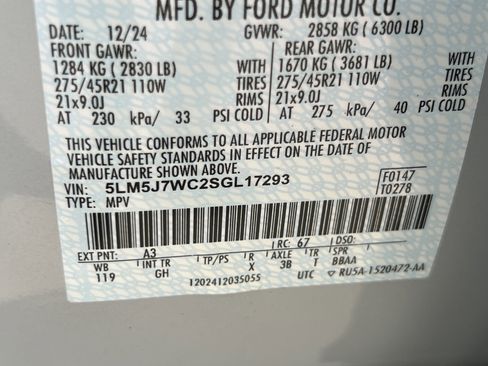 MFD. BY FORD MOTOR CO.
DATE: 12/24 GVWR: 2858 KG ( 6300 LB)
FRONT GAWR: REAR GAWR:
1284 KG ( 2830 LB) WITH 1670 KG ( 3681 LB) WITH
275/45R21 110W TIRES 275/45R21 110W TIRES
21x9.0J RIMS 21x9.0J RIMS
AT 230 kPa/ 33 PSI COLD AT 275 kPa/ 40 PSI COLD
THIS VEHICLE CONFORMS TO ALL APPLICABLE FEDERAL MOTOR
VEHICLE SAFETY AND BUMPER STANDARDS IN EFFECT ON THE DATE OF
MANUFACTURE SHOWN ABOVE.
VIN: 5LM5J7WC2SGL17293 F0147
TYPE: MPV T0278
EXT PNT: A3 RC: 67 DSO:
WB INT TR TP/PS R AXLE TR SPR
119 GH X 3B T BBAA
1202412035055 UTC ▽ RU5A-1520472-AA